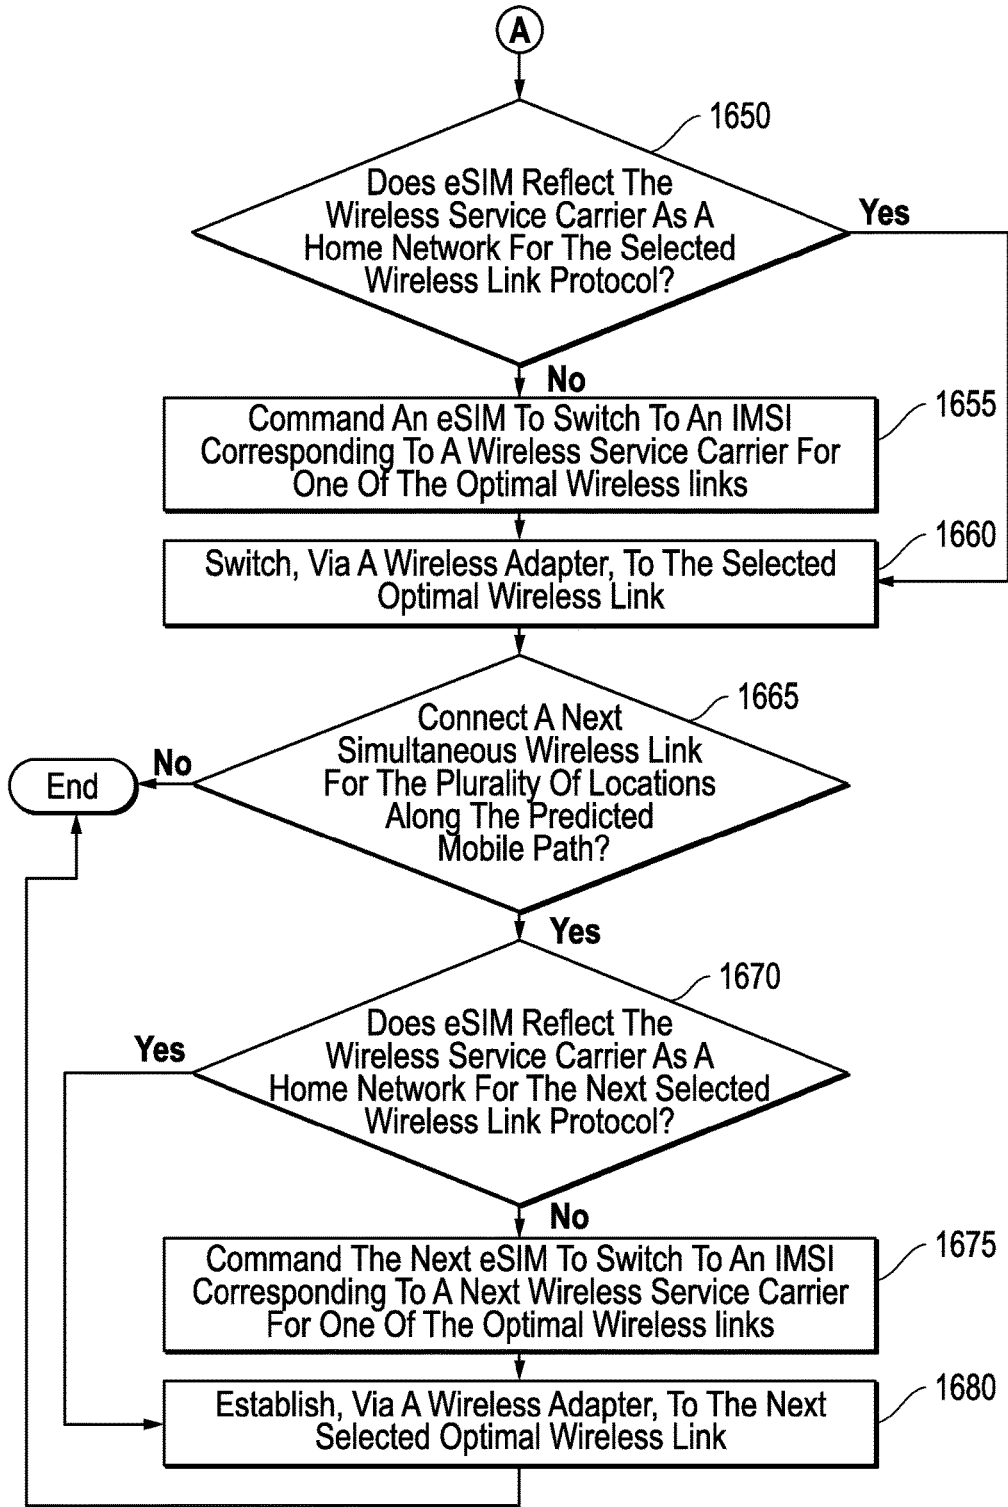 A
1650
Does eSIM Reflect The
Wireless Service Carrier As A
Home Network For The Selected
Wireless Link Protocol?
Yes
No
1655
Command An eSIM To Switch To An IMSI
Corresponding To A Wireless Service Carrier For
One Of The Optimal Wireless links
1660
Switch, Via A Wireless Adapter, To The Selected
Optimal Wireless Link
1665
Connect A Next
Simultaneous Wireless Link
For The Plurality Of Locations
Along The Predicted
Mobile Path?
No
End
Yes
1670
Does eSIM Reflect The
Wireless Service Carrier As A
Home Network For The Next Selected
Wireless Link Protocol?
Yes
No
1675
Command The Next eSIM To Switch To An IMSI
Corresponding To A Next Wireless Service Carrier
For One Of The Optimal Wireless links
1680
Establish, Via A Wireless Adapter, To The Next
Selected Optimal Wireless Link